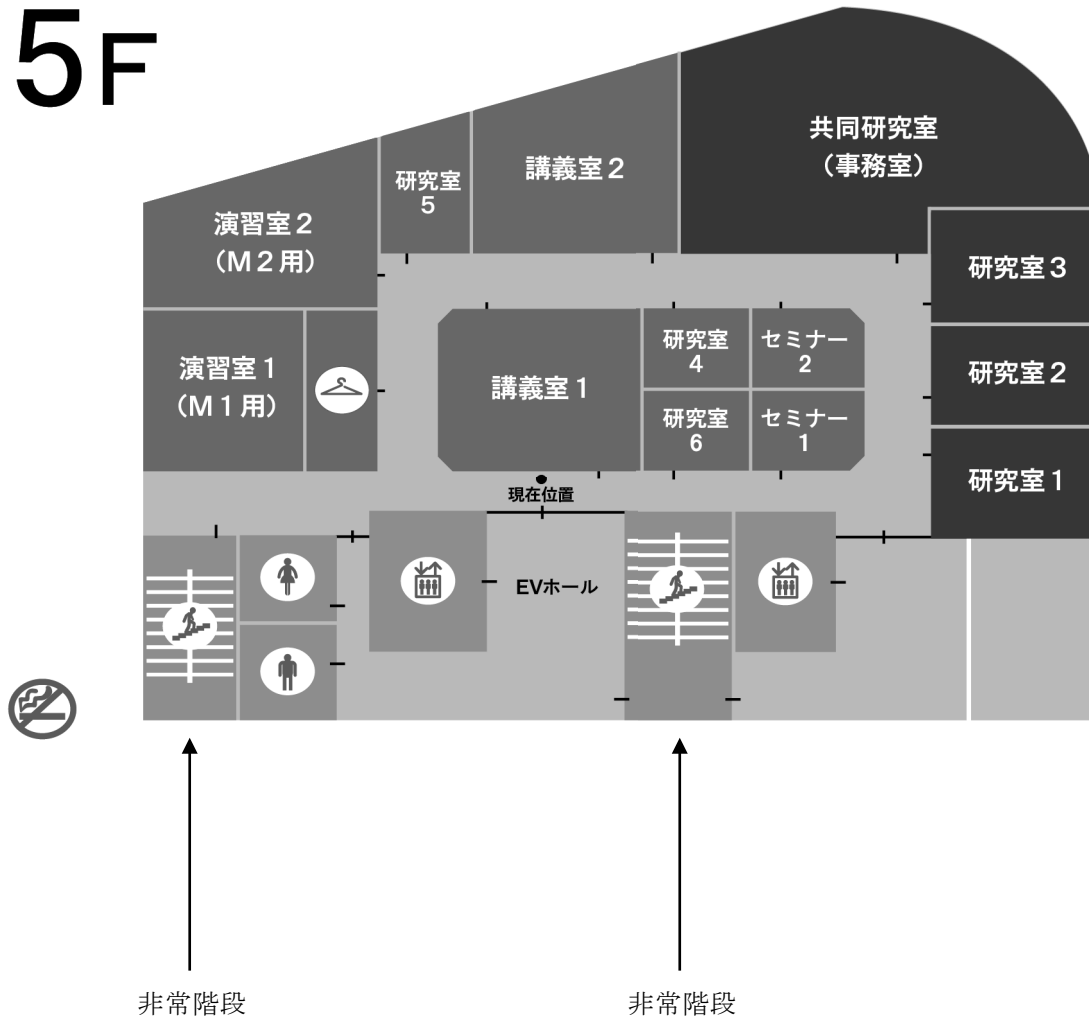 5F
共同研究室
（事務室）
講義室２
研究室
5
演習室２
（Ｍ２用）
研究室３
演習室１
（Ｍ１用）
講義室１
研究室
4
セミナー
2
研究室２
研究室
6
セミナー
1
研究室１
現在位置
EVホール
非常階段
非常階段